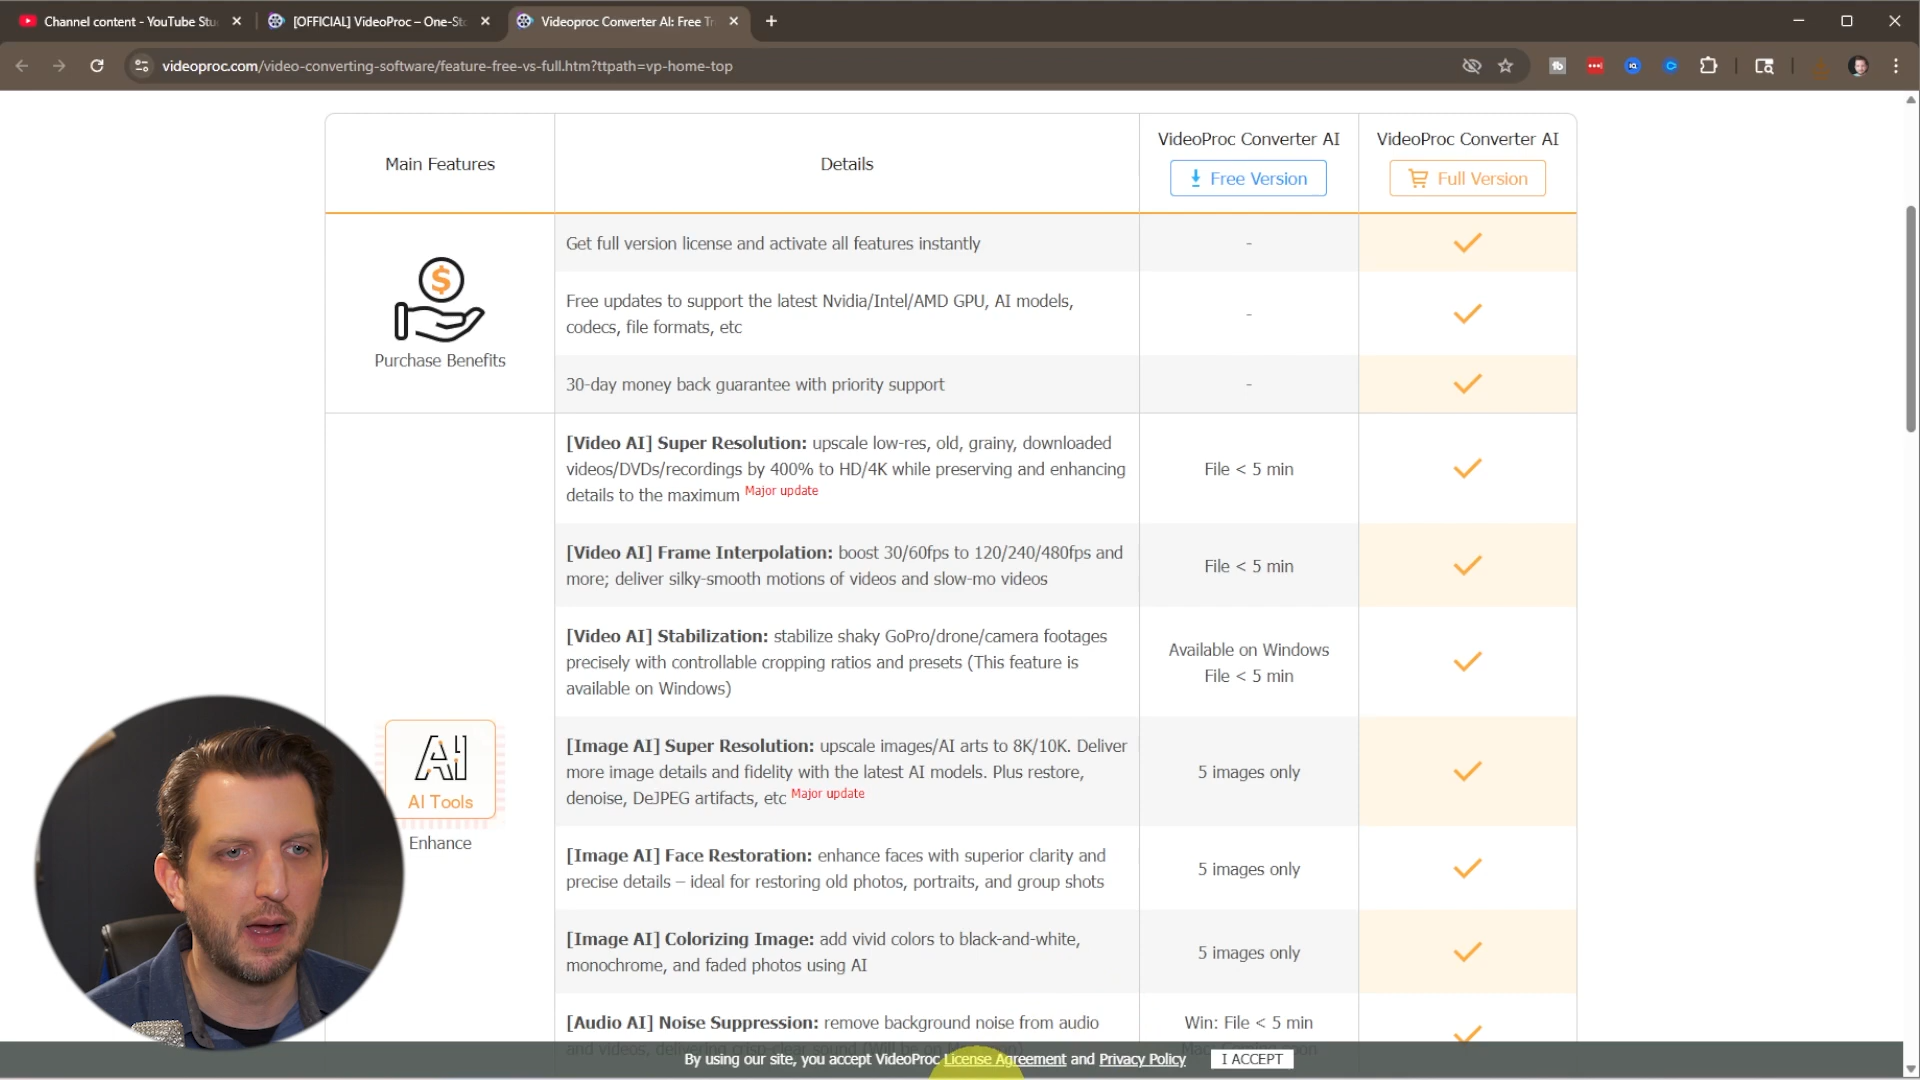 Channel content - YouTube Stu
[OFFICIAL] VideoProc – One-St
Videoproc Converter AI: Free Tr
videoproc.com/video-converting-software/feature-free-vs-full.htm?ttpath=vp-home-top
Main Features
Details
VideoProc Converter AI
Free Version
VideoProc Converter AI
Full Version
Purchase Benefits
Get full version license and activate all features instantly
-
Free updates to support the latest Nvidia/Intel/AMD GPU, AI models,
codecs, file formats, etc
-
30-day money back guarantee with priority support
-
[Video AI] Super Resolution: upscale low-res, old, grainy, downloaded
videos/DVDs/recordings by 400% to HD/4K while preserving and enhancing
details to the maximum Major update
File < 5 min
[Video AI] Frame Interpolation: boost 30/60fps to 120/240/480fps and
more; deliver silky-smooth motions of videos and slow-mo videos
File < 5 min
[Video AI] Stabilization: stabilize shaky GoPro/drone/camera footages
precisely with controllable cropping ratios and presets (This feature is
available on Windows)
Available on Windows
File < 5 min
AI
AI Tools
Enhance
[Image AI] Super Resolution: upscale images/AI arts to 8K/10K. Deliver
more image details and fidelity with the latest AI models. Plus restore,
denoise, DeJPEG artifacts, etc Major update
5 images only
[Image AI] Face Restoration: enhance faces with superior clarity and
precise details – ideal for restoring old photos, portraits, and group shots
5 images only
[Image AI] Colorizing Image: add vivid colors to black-and-white,
monochrome, and faded photos using AI
5 images only
[Audio AI] Noise Suppression: remove background noise from audio
Win: File < 5 min
By using our site, you accept VideoProc License Agreement and Privacy Policy
I ACCEPT